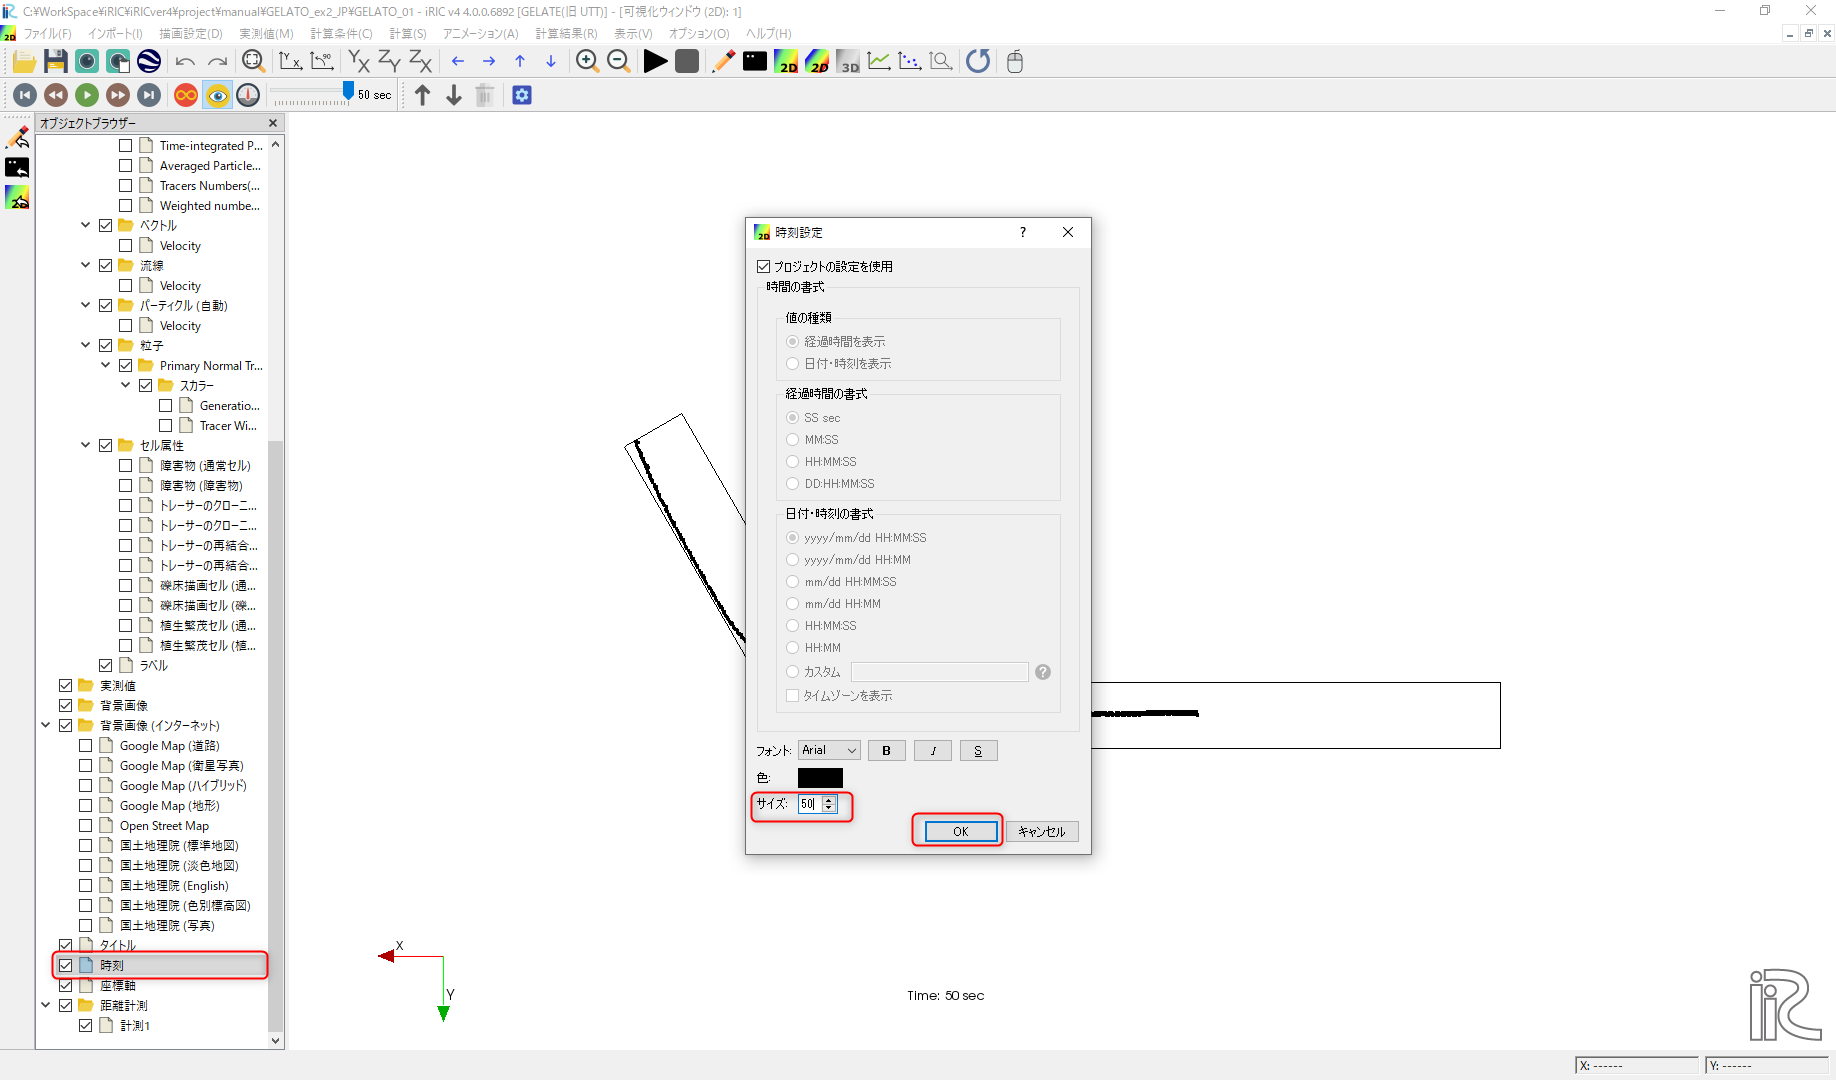 C:¥WorkSpace¥iRIC¥iRICver4¥project¥manual¥GELATO_ex2_JP¥GELATO_01 - iRIC v4 4.0.0.6892 [GELATE(旧 UTT)] - [可視化ウィンドウ (2D): 1]
ファイル(F) インポート(I) 描画設定(D) 実測値(M) 計算条件(C) 計算(S) アニメーション(A) 計算結果(R) 表示(V) オプション(O) ヘルプ(H)
50 sec
オブジェクトブラウザー
Time-integrated P...
Averaged Particle...
Tracers Numbers(...
Weighted numbe...
ベクトル
Velocity
流線
Velocity
パーティクル (自動)
Velocity
粒子
Primary Normal Tr...
スカラー
Generatio...
Tracer Wi...
セル属性
障害物 (通常セル)
障害物 (障害物)
トレーサーのクローニ...
トレーサーのクローニ...
トレーサーの再結合...
トレーサーの再結合...
礫床描画セル (通...
礫床描画セル (礫...
植生繁茂セル (通...
植生繁茂セル (植...
ラベル
実測値
背景画像
背景画像 (インターネット)
Google Map (道路)
Google Map (衛星写真)
Google Map (ハイブリッド)
Google Map (地形)
Open Street Map
国土地理院 (標準地図)
国土地理院 (淡色地図)
国土地理院 (English)
国土地理院 (色別標高図)
国土地理院 (写真)
タイトル
時刻
座標軸
距離計測
計測1
時刻設定
プロジェクトの設定を使用
時間の書式
値の種類
経過時間を表示
日付・時刻を表示
経過時間の書式
SS sec
MM:SS
HH:MM:SS
DD:HH:MM:SS
日付・時刻の書式
yyyy/mm/dd HH:MM:SS
yyyy/mm/dd HH:MM
mm/dd HH:MM:SS
mm/dd HH:MM
HH:MM:SS
HH:MM
カスタム
タイムゾーンを表示
フォント: Arial B I S
色:
サイズ: 50
OK キャンセル
X
Y
Time: 50 sec
iRIC
X: ------ Y: ------